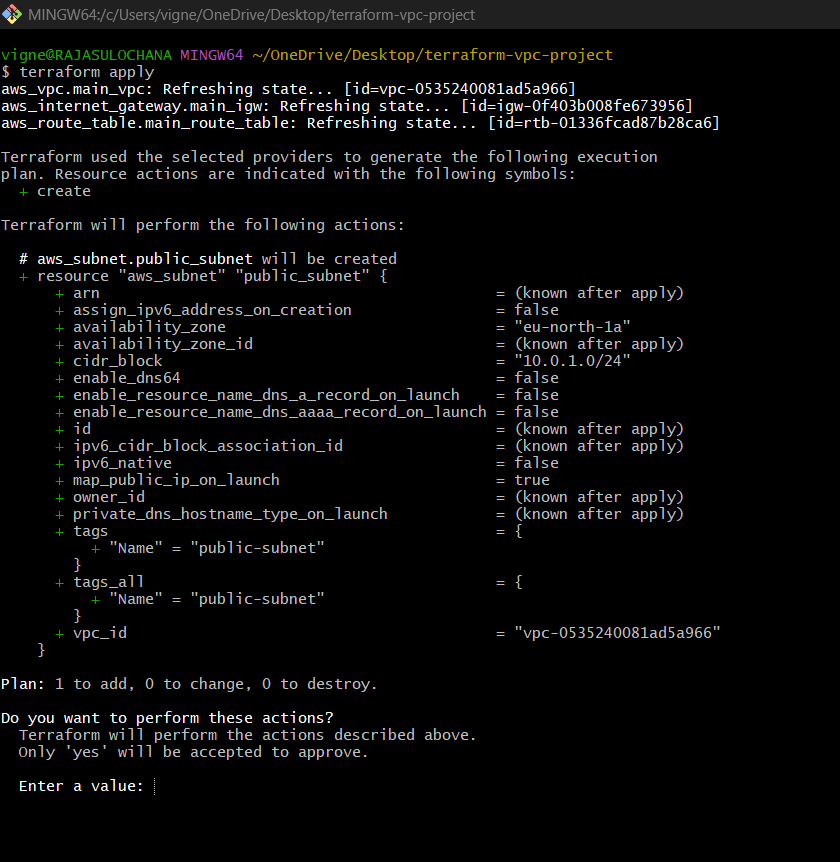 MINGW64:/c/Users/vigne/OneDrive/Desktop/terraform-vpc-project
vigne@RAJASULOCHANA MINGW64 ~/OneDrive/Desktop/terraform-vpc-project
$ terraform apply
aws_vpc.main_vpc: Refreshing state... [id=vpc-0535240081ad5a966]
aws_internet_gateway.main_igw: Refreshing state... [id=igw-0f403b008fe673956]
aws_route_table.main_route_table: Refreshing state... [id=rtb-01336fcad87b28ca6]
Terraform used the selected providers to generate the following execution
plan. Resource actions are indicated with the following symbols:
  + create
Terraform will perform the following actions:
  # aws_subnet.public_subnet will be created
  + resource "aws_subnet" "public_subnet" {
      + arn                                            = (known after apply)
      + assign_ipv6_address_on_creation                = false
      + availability_zone                              = "eu-north-1a"
      + availability_zone_id                           = (known after apply)
      + cidr_block                                     = "10.0.1.0/24"
      + enable_dns64                                   = false
      + enable_resource_name_dns_a_record_on_launch    = false
      + enable_resource_name_dns_aaaa_record_on_launch = false
      + id                                             = (known after apply)
      + ipv6_cidr_block_association_id                 = (known after apply)
      + ipv6_native                                    = false
      + map_public_ip_on_launch                        = true
      + owner_id                                       = (known after apply)
      + private_dns_hostname_type_on_launch            = (known after apply)
      + tags                                           = {
          + "Name" = "public-subnet"
        }
      + tags_all                                       = {
          + "Name" = "public-subnet"
        }
      + vpc_id                                         = "vpc-0535240081ad5a966"
    }
Plan: 1 to add, 0 to change, 0 to destroy.
Do you want to perform these actions?
  Terraform will perform the actions described above.
  Only 'yes' will be accepted to approve.
  Enter a value: